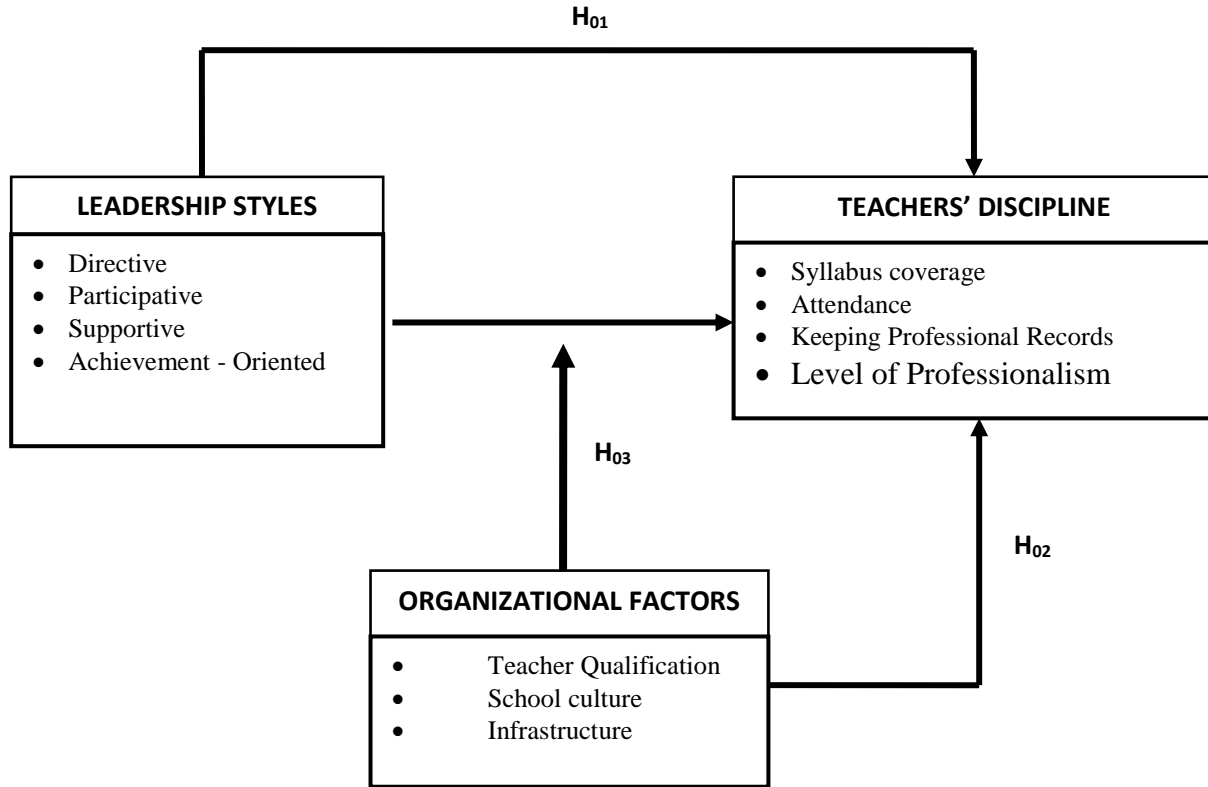 H01
LEADERSHIP STYLES
• Directive
• Participative
• Supportive
• Achievement - Oriented
TEACHERS’ DISCIPLINE
• Syllabus coverage
• Attendance
• Keeping Professional Records
• Level of Professionalism
H03
H02
ORGANIZATIONAL FACTORS
• Teacher Qualification
• School culture
• Infrastructure